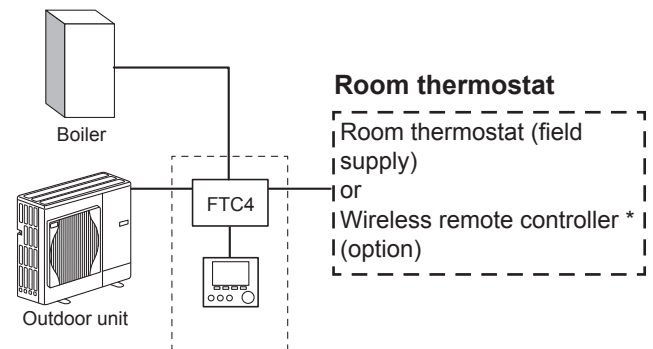 Boiler
Outdoor unit
FTC4
Room thermostat
Room thermostat (field
supply)
or
Wireless remote controller *
(option)